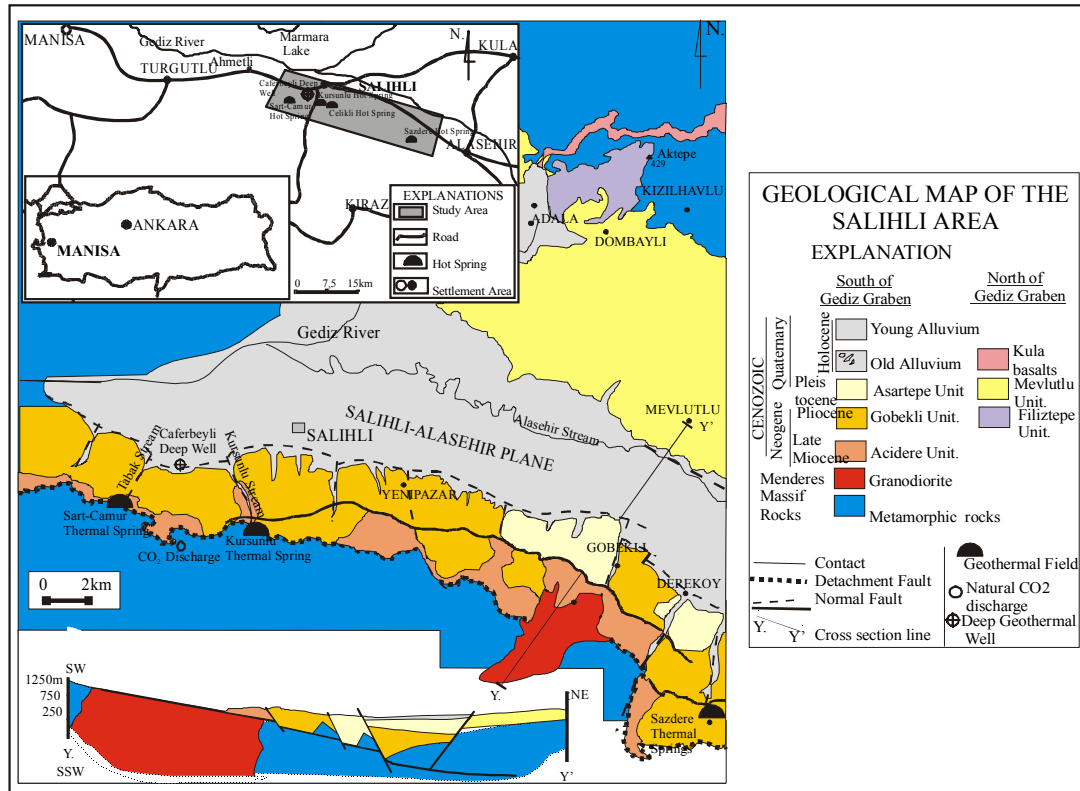 MANISA
Gediz River
Marmara
Lake
N.
KULA
TURGUTLU
Ahmetli
Caferbeyli Deep
Well
SALIHLI
Kursunlu Hot Spring
Sart-Camur
Hot Spring
Celikli Hot Spring
Sazdere Hot Spring
ALASEHIR
KIRAZ
ANKARA
MANISA
EXPLANATIONS
Study Area
Road
Hot Spring
Settlement Area
0 7,5 15km
N.
Aktepe
429
KIZILHAVLU
ADALA
DOMBAYLI
Gediz River
MEVLUTLU
Y'
Alasehir Stream
SALIHLI-ALASEHIR PLANE
SALIHLI
Caferbeyli
Deep Well
Tabak Stream
Kursunlu Stream
YENIPAZAR
Sart-Camur
Thermal Spring
CO₂ Discharge
Kursunlu
Thermal Spring
GOBEKLI
DEREKOY
0 2km
Y.
Sazdere
Thermal
Springs
SW
1250m
750
250
Y.
SSW
NE
Y'
GEOLOGICAL MAP OF THE
SALIHLI AREA
EXPLANATION
South of
Gediz Graben
North of
Gediz Graben
CENOZOIC
Quaternary
Holocene
Young Alluvium
Old Alluvium
Kula
basalts
Pleis
tocene
Asartepe Unit
Mevlutlu
Unit.
Neogene
Pliocene
Gobekli Unit.
Filiztepe
Unit.
Late
Miocene
Acidere Unit.
Menderes
Massif
Rocks
Granodiorite
Metamorphic rocks
Contact
Detachment Fault
Normal Fault
Y. Y'
Cross section line
Geothermal Field
Natural CO2
discharge
Deep Geothermal
Well